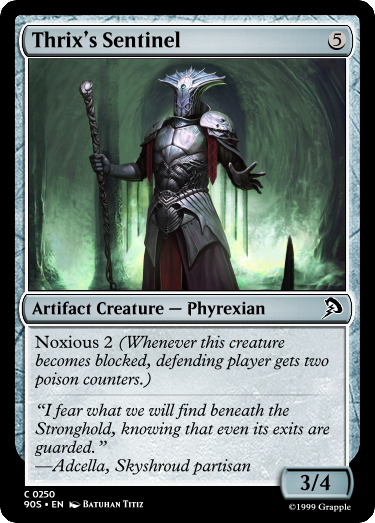 Thrix’s Sentinel 5
Artifact Creature — Phyrexian
Noxious 2 (Whenever this creature
becomes blocked, defending player gets two
poison counters.)
“I fear what we will find beneath the
Stronghold, knowing that even its exits are
guarded.”
—Adcella, Skyshroud partisan
3/4
C 0250
90S • EN Batuhan Titiz
©1999 Grapple